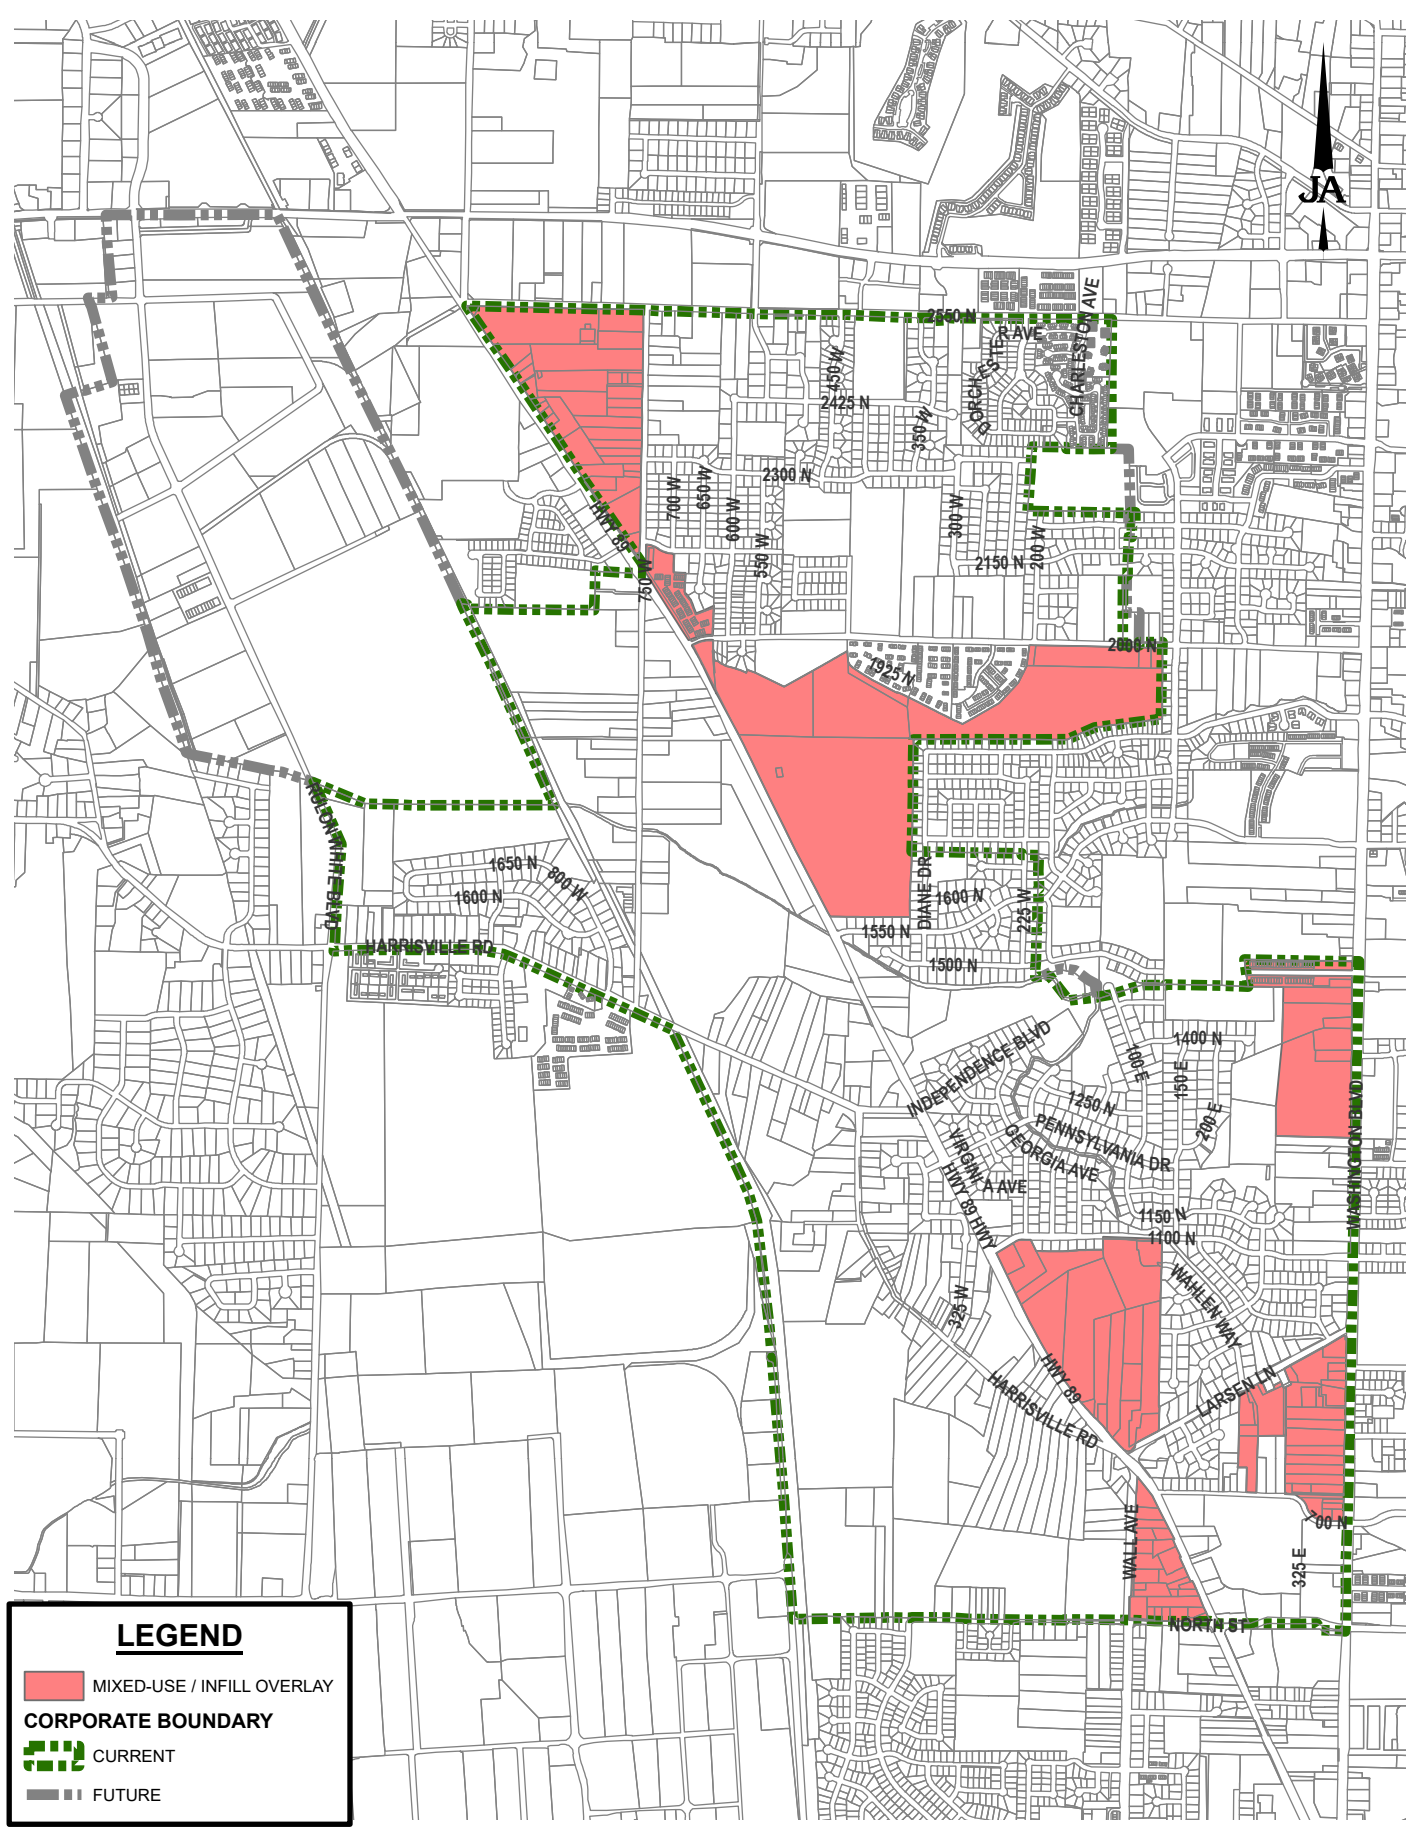 JA
2550 N
DORCHESTER AVE
CHARLESTON AVE
450 W
2425 N
350 W
2300 N
700 W
650 W
600 W
550 W
300 W
200 W
2150 N
HWY 89
750 W
2000 N
1925 N
RULON WHITE BLVD
1650 N
800 W
1600 N
HARRISVILLE RD
DIANE DR
1600 N
225 W
1550 N
1500 N
INDEPENDENCE BLVD
100 E
1400 N
150 E
1250 N
200 E
PENNSYLVANIA DR
GEORGIA AVE
VIRGINIA AVE
HWY 89 HWY
WASHINGTON BLVD
1150 N
1100 N
WAHLEN WAY
325 W
HWY 89
HARRISVILLE RD
LARSEN LN
700 N
WALL AVE
325 E
NORTH ST
LEGEND
MIXED-USE / INFILL OVERLAY
CORPORATE BOUNDARY
CURRENT
FUTURE